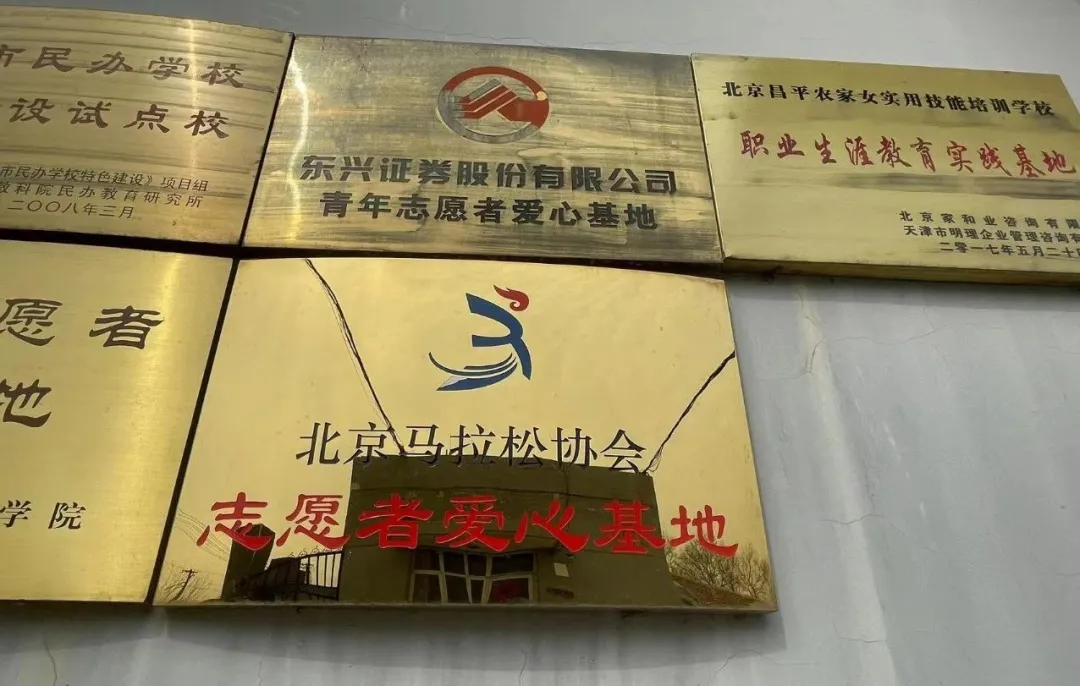 市民办学校
设试点校
市民办学校特色建设》项目组
教科院民办教育研究所
二〇〇八年三月
东兴证券股份有限公司
青年志愿者爱心基地
北京昌平农家女实用技能培训学校
职业生涯教育实践基地
北京家和业咨询有限
天津市明理企业管理咨询有
二零一七年五月二十
愿者
地
学院
北京马拉松协会
志愿者爱心基地